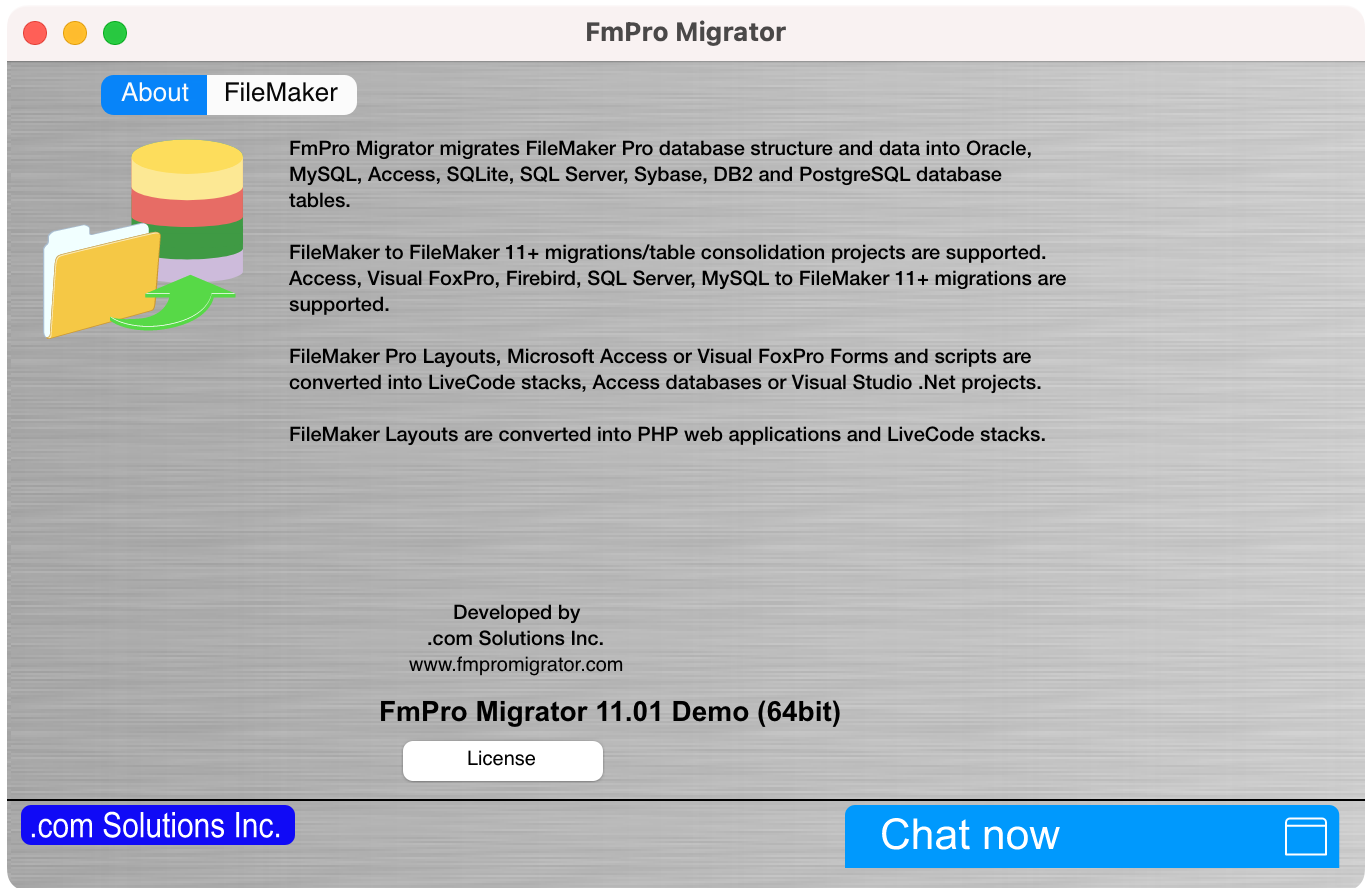 FmPro Migrator
About
FileMaker
FmPro Migrator migrates FileMaker Pro database structure and data into Oracle,
MySQL, Access, SQLite, SQL Server, Sybase, DB2 and PostgreSQL database
tables.
FileMaker to FileMaker 11+ migrations/table consolidation projects are supported.
Access, Visual FoxPro, Firebird, SQL Server, MySQL to FileMaker 11+ migrations are
supported.
FileMaker Pro Layouts, Microsoft Access or Visual FoxPro Forms and scripts are
converted into LiveCode stacks, Access databases or Visual Studio .Net projects.
FileMaker Layouts are converted into PHP web applications and LiveCode stacks.
Developed by
.com Solutions Inc.
www.fmpromigrator.com
FmPro Migrator 11.01 Demo (64bit)
License
.com Solutions Inc.
Chat now